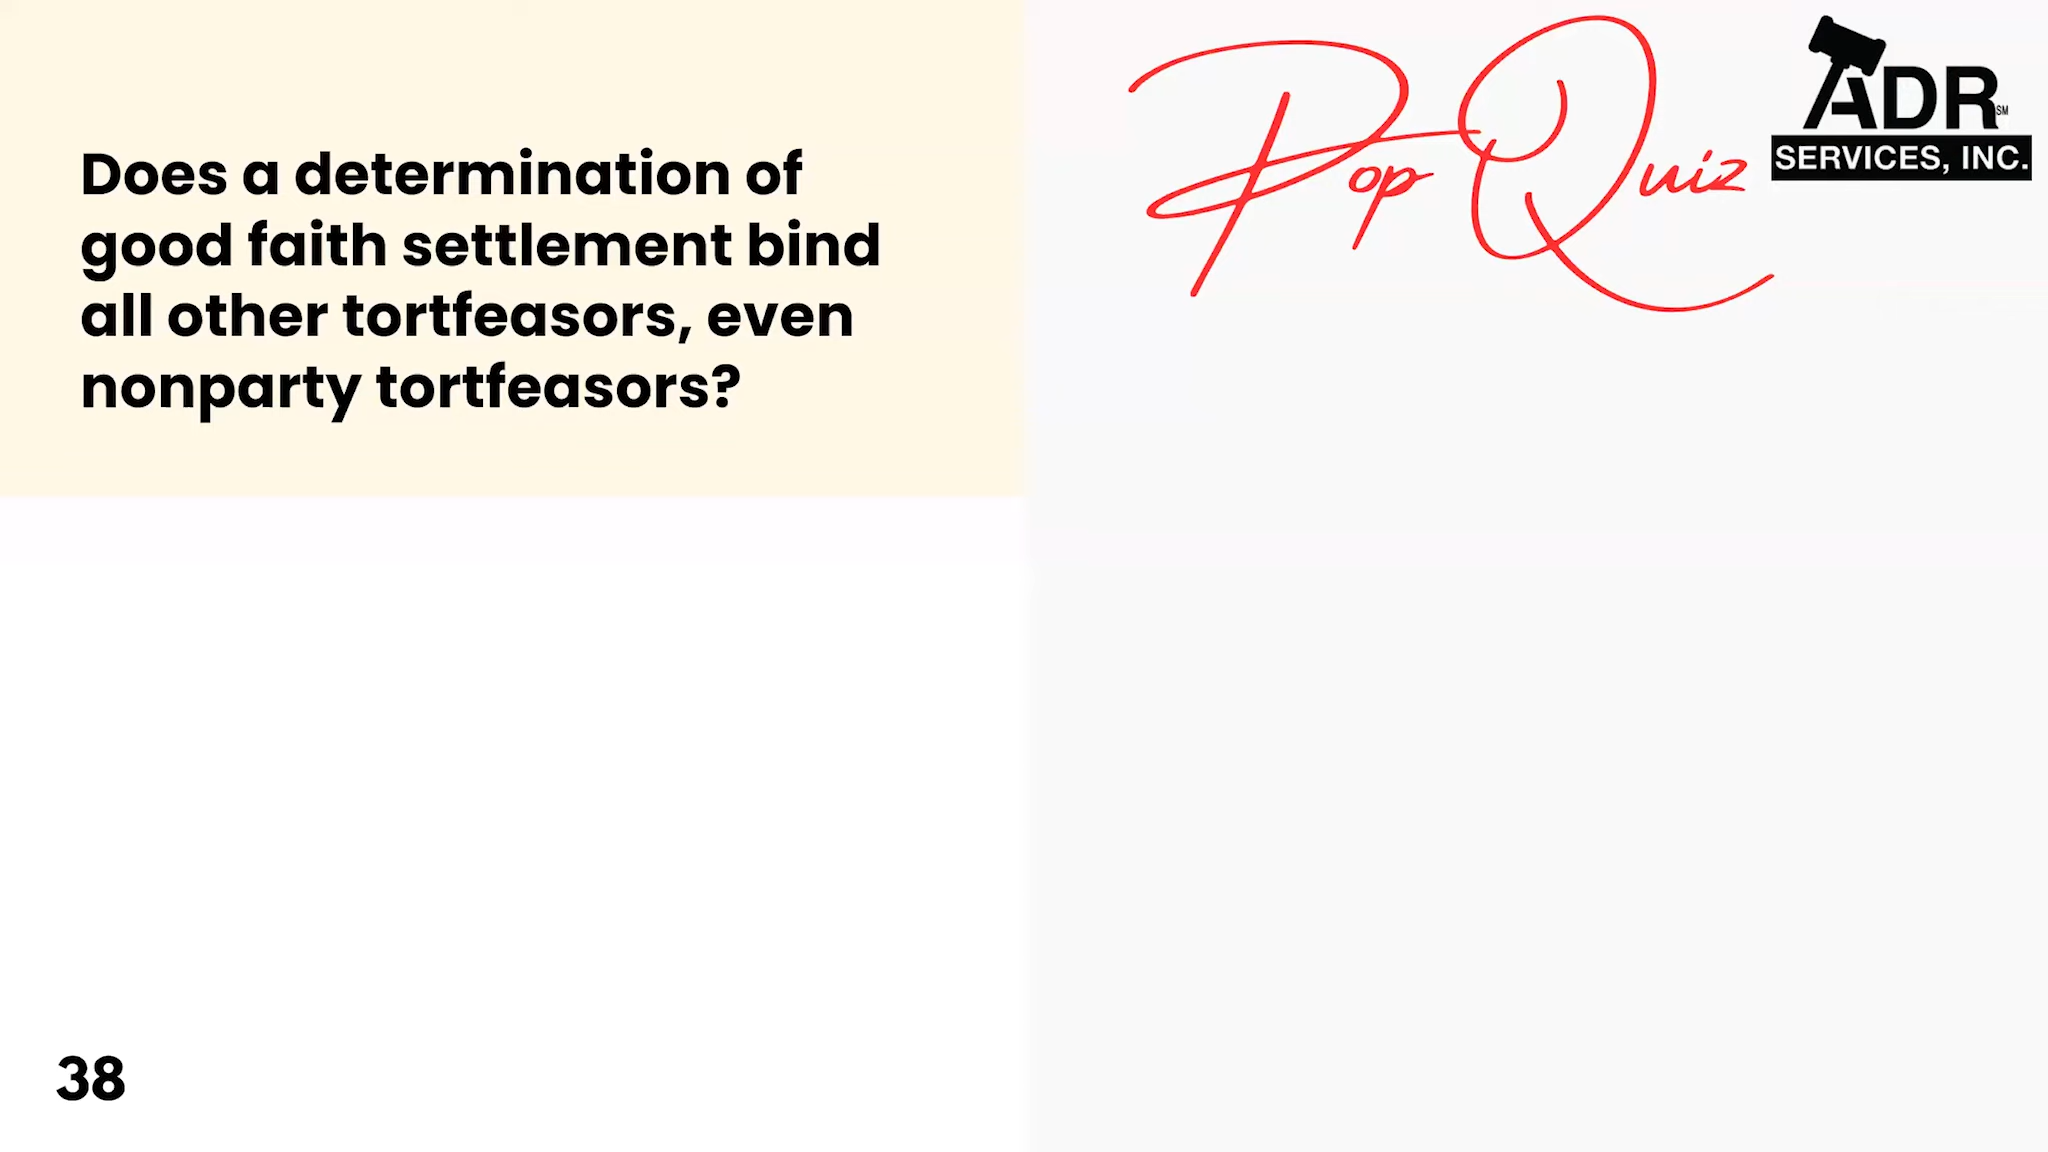 Does a determination of
good faith settlement bind
all other tortfeasors, even
nonparty tortfeasors?
Pop Quiz
ADR SM
SERVICES, INC.
38